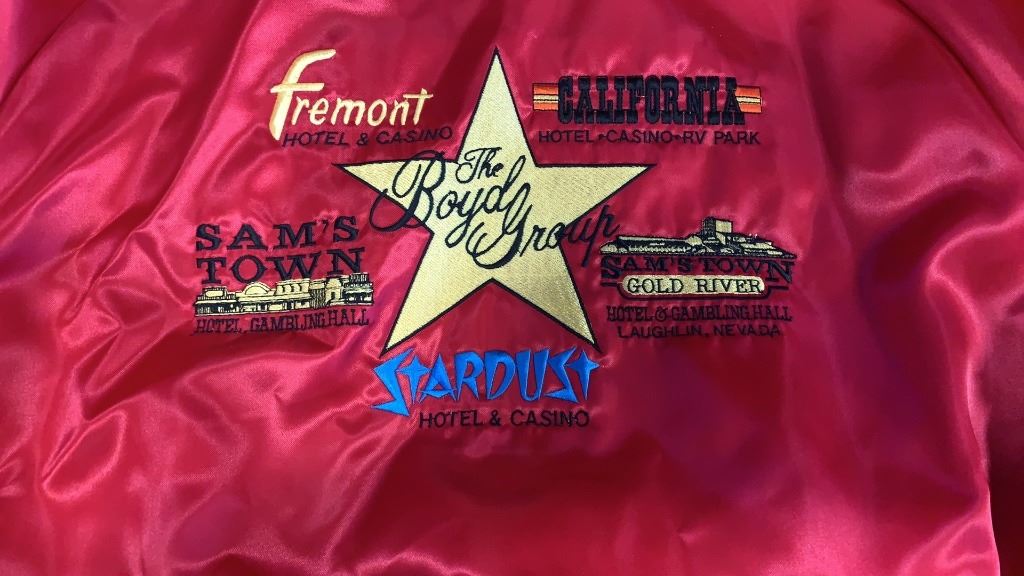 Fremont
HOTEL & CASINO
CALIFORNIA
HOTEL•CASINO•RV PARK
The
Boyd
Group
SAM'S
TOWN
HOTEL, GAMBLING HALL
SAM'S TOWN
GOLD RIVER
HOTEL & GAMBLING HALL
LAUGHLIN, NEVADA
STARDUST
HOTEL & CASINO